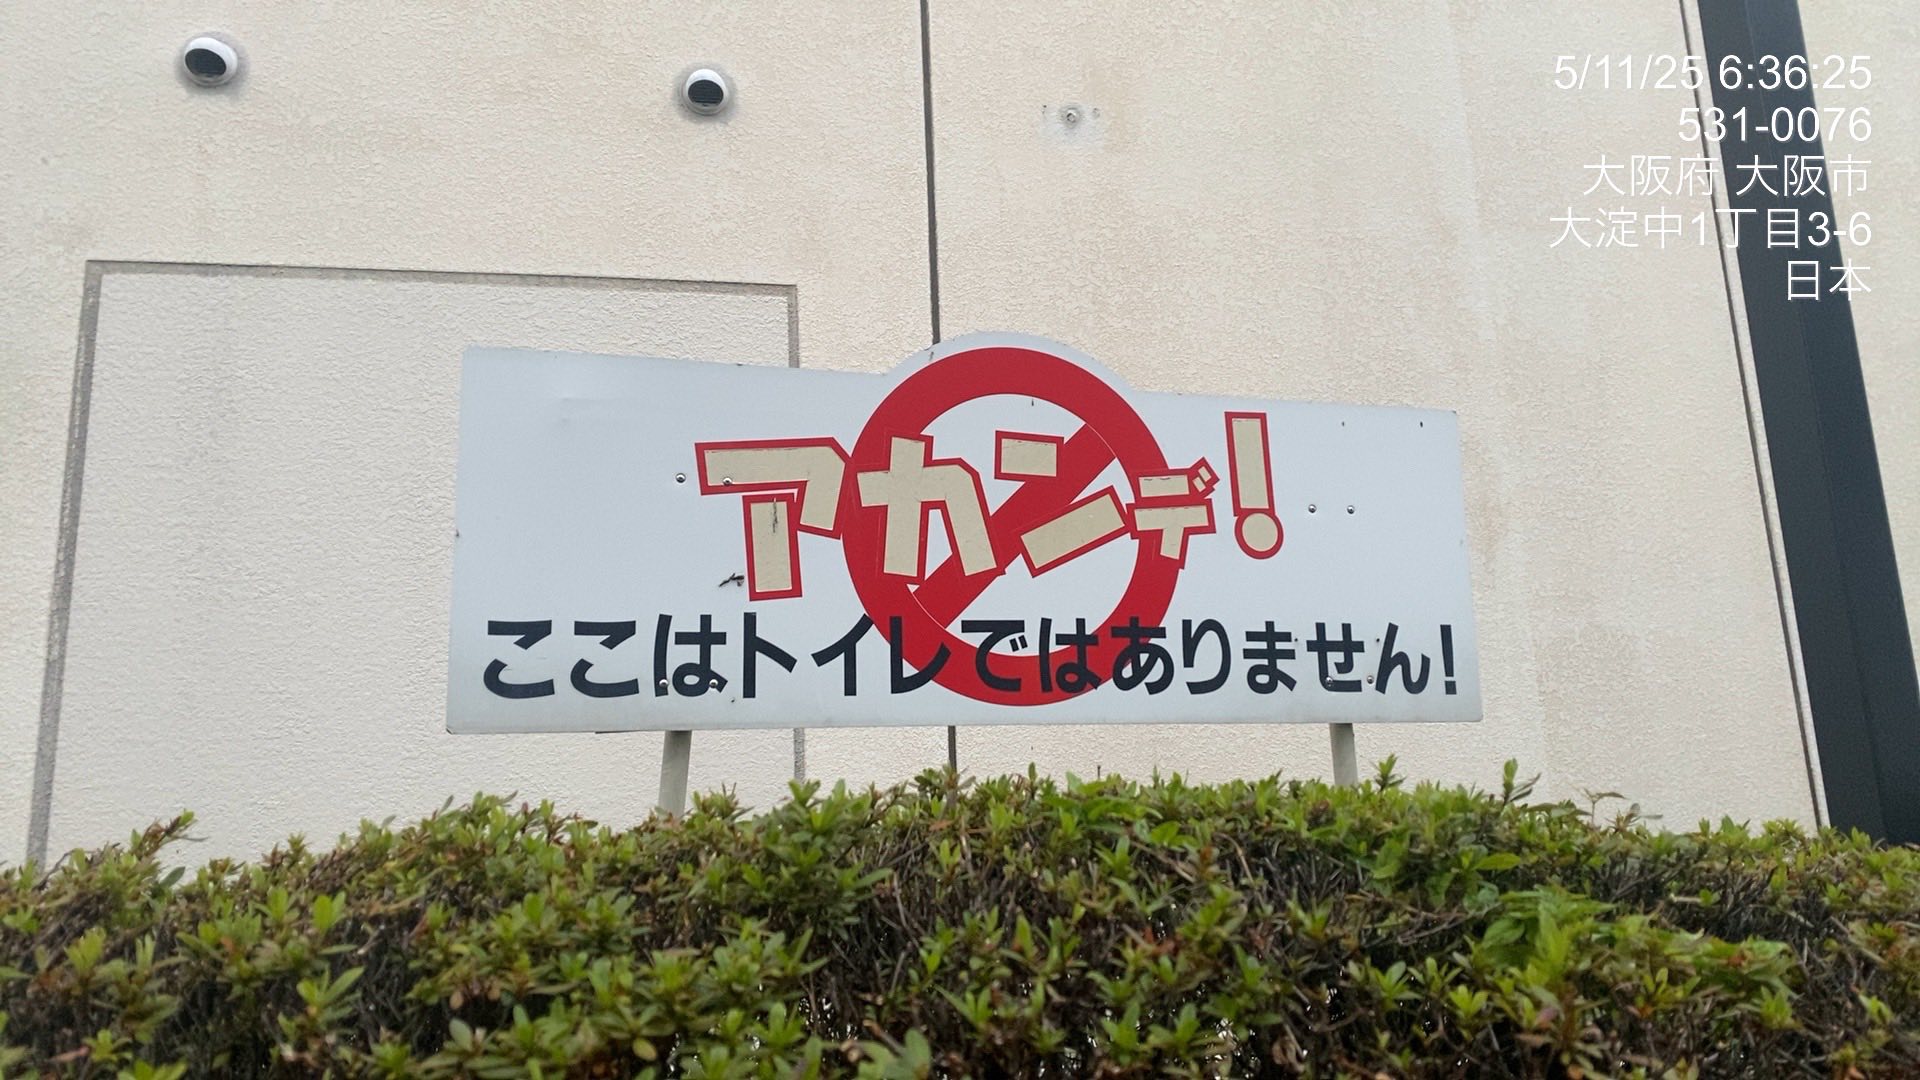 5/11/25 6:36:25
531-0076
大阪府 大阪市
大淀中1丁目3-6
日本
アカンデ!
ここはトイレではありません!